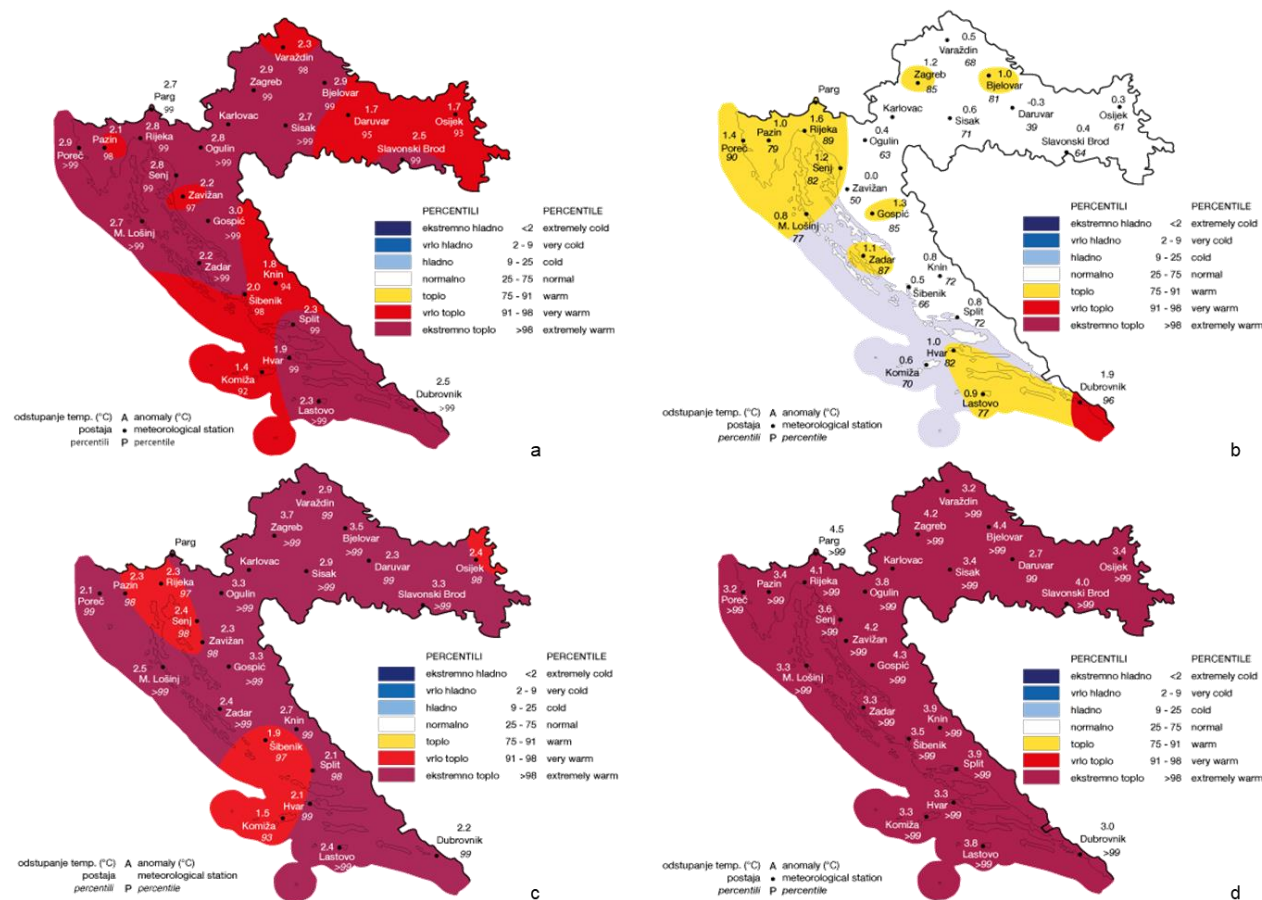 2.3
Varaždin
98
2.9
Zagreb
99
2.7
Parg
99
2.9
Bjelovar
99
Karlovac
2.7
Sisak
>99
1.7
Daruvar
95
1.7
Osijek
93
2.5
Slavonski Brod
99
2.9
Poreč
>99
2.1
Pazin
98
2.8
Rijeka
99
2.8
Ogulin
>99
2.8
Senj
99
2.2
Zavižan
97
3.0
Gospić
>99
2.7
M. Lošinj
>99
2.2
Zadar
>99
1.8
Knin
94
2.0
Šibenik
98
2.3
Split
99
1.9
Hvar
99
1.4
Komiža
92
2.3
Lastovo
>99
2.5
Dubrovnik
>99
PERCENTILI PERCENTILE
ekstremno hladno <2 extremely cold
vrlo hladno 2 - 9 very cold
hladno 9 - 25 cold
normalno 25 - 75 normal
toplo 75 - 91 warm
vrlo toplo 91 - 98 very warm
ekstremno toplo >98 extremely warm
odstupanje temp. (°C) A anomaly (°C)
postaja • meteorological station
percentili P percentile
a
0.5
Varaždin
68
1.2
Zagreb
85
Parg
1.0
Bjelovar
81
Karlovac
0.6
Sisak
71
-0.3
Daruvar
39
0.3
Osijek
61
0.4
Slavonski Brod
64
1.4
Poreč
90
1.0
Pazin
79
1.6
Rijeka
89
0.4
Ogulin
63
1.2
Senj
82
0.0
Zavižan
50
1.3
Gospić
85
0.8
M. Lošinj
77
1.1
Zadar
87
0.8
Knin
72
0.5
Šibenik
66
0.8
Split
72
1.0
Hvar
82
0.6
Komiža
70
0.9
Lastovo
77
1.9
Dubrovnik
96
PERCENTILI PERCENTILE
ekstremno hladno <2 extremely cold
vrlo hladno 2 - 9 very cold
hladno 9 - 25 cold
normalno 25 - 75 normal
toplo 75 - 91 warm
vrlo toplo 91 - 98 very warm
ekstremno toplo >98 extremely warm
odstupanje temp. (°C) A anomaly (°C)
postaja • meteorological station
percentili P percentile
b
2.9
Varaždin
99
3.7
Zagreb
>99
Parg
3.5
Bjelovar
>99
Karlovac
2.9
Sisak
>99
2.3
Daruvar
99
2.4
Osijek
98
3.3
Slavonski Brod
>99
2.1
Poreč
99
2.3
Pazin
98
2.3
Rijeka
97
3.3
Ogulin
>99
2.4
Senj
98
2.3
Zavižan
98
3.3
Gospić
>99
2.5
M. Lošinj
>99
2.4
Zadar
>99
2.7
Knin
99
1.9
Šibenik
97
2.1
Split
98
2.1
Hvar
99
1.5
Komiža
93
2.4
Lastovo
>99
2.2
Dubrovnik
99
PERCENTILI PERCENTILE
ekstremno hladno <2 extremely cold
vrlo hladno 2 - 9 very cold
hladno 9 - 25 cold
normalno 25 - 75 normal
toplo 75 - 91 warm
vrlo toplo 91 - 98 very warm
ekstremno toplo >98 extremely warm
odstupanje temp. (°C) A anomaly (°C)
postaja meteorological station
percentili P percentile
c
3.2
Varaždin
>99
4.2
Zagreb
>99
4.5
Parg
>99
4.4
Bjelovar
>99
Karlovac
3.4
Sisak
>99
2.7
Daruvar
99
3.4
Osijek
>99
4.0
Slavonski Brod
>99
3.2
Poreč
>99
3.4
Pazin
>99
4.1
Rijeka
>99
3.8
Ogulin
>99
3.6
Senj
>99
4.2
Zavižan
>99
4.3
Gospić
>99
3.3
M. Lošinj
>99
3.3
Zadar
>99
3.9
Knin
>99
3.5
Šibenik
>99
3.9
Split
>99
3.3
Hvar
>99
3.3
Komiža
>99
3.8
Lastovo
>99
3.0
Dubrovnik
>99
PERCENTILI PERCENTILE
ekstremno hladno <2 extremely cold
vrlo hladno 2 - 9 very cold
hladno 9 - 25 cold
normalno 25 - 75 normal
toplo 75 - 91 warm
vrlo toplo 91 - 98 very warm
ekstremno toplo >98 extremely warm
odstupanje temp. (°C) A anomaly (°C)
postaja • meteorological station
percentili P percentile
d